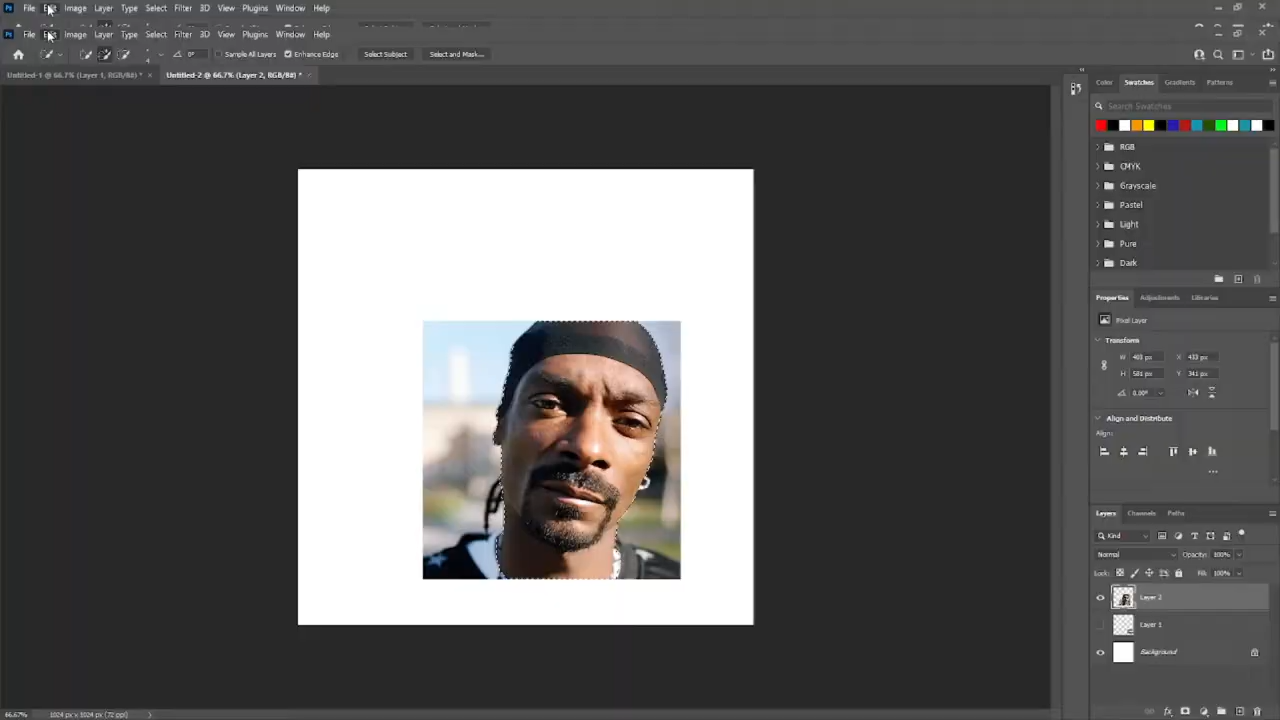 Ps File Edit Image Layer Type Select Filter 3D View Plugins Window Help
Ps File Edit Image Layer Type Select Filter 3D View Plugins Window Help
0° Sample All Layers Enhance Edge Select Subject Select and Mask...
Untitled-1 @ 66.7% (Layer 1, RGB/8#) * × Untitled-2 @ 66.7% (Layer 2, RGB/8#) * ×
Color Swatches Gradients Patterns
Search Swatches
RGB
CMYK
Grayscale
Pastel
Light
Pure
Dark
Properties Adjustments Libraries
Pixel Layer
Transform
W X 433 px
H 581 px Y 341 px
0.00°
Align and Distribute
Align:
...
Layers Channels Paths
Kind
Normal Opacity: 100%
Lock: Fill: 100%
Layer 2
Layer 1
Background
fx
66.67% 1024 px x 1024 px (72 ppi)